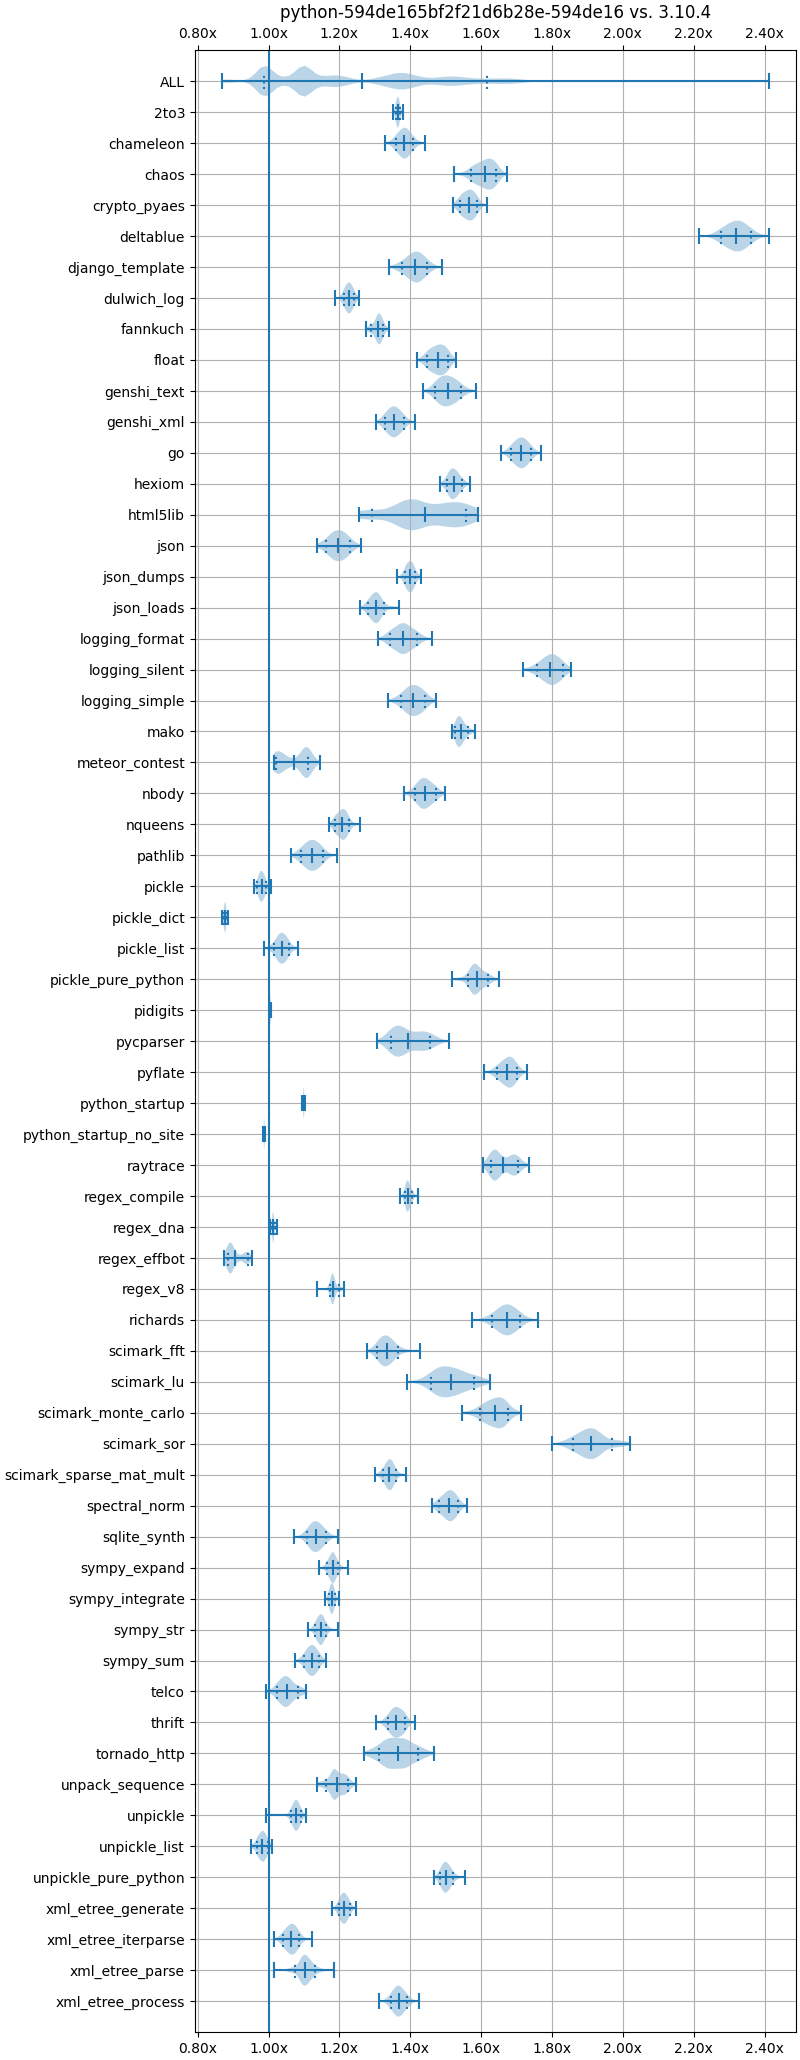 python-594de165bf2f21d6b28e-594de16 vs. 3.10.4
0.80x 1.00x 1.20x 1.40x 1.60x 1.80x 2.00x 2.20x 2.40x
ALL
2to3
chameleon
chaos
crypto_pyaes
deltablue
django_template
dulwich_log
fannkuch
float
genshi_text
genshi_xml
go
hexiom
html5lib
json
json_dumps
json_loads
logging_format
logging_silent
logging_simple
mako
meteor_contest
nbody
nqueens
pathlib
pickle
pickle_dict
pickle_list
pickle_pure_python
pidigits
pycparser
pyflate
python_startup
python_startup_no_site
raytrace
regex_compile
regex_dna
regex_effbot
regex_v8
richards
scimark_fft
scimark_lu
scimark_monte_carlo
scimark_sor
scimark_sparse_mat_mult
spectral_norm
sqlite_synth
sympy_expand
sympy_integrate
sympy_str
sympy_sum
telco
thrift
tornado_http
unpack_sequence
unpickle
unpickle_list
unpickle_pure_python
xml_etree_generate
xml_etree_iterparse
xml_etree_parse
xml_etree_process
0.80x 1.00x 1.20x 1.40x 1.60x 1.80x 2.00x 2.20x 2.40x